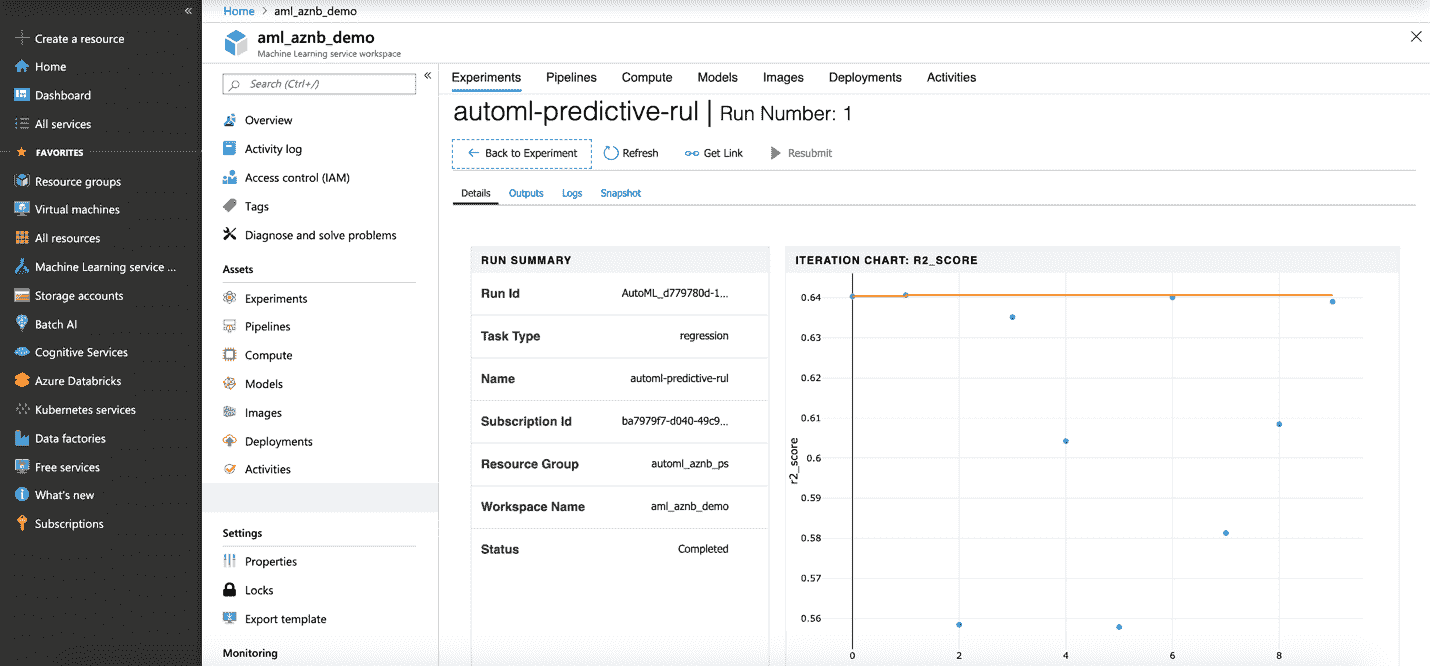 «
Create a resource
Home
Dashboard
All services
FAVORITES
Resource groups
Virtual machines
All resources
Machine Learning service ...
Storage accounts
Batch AI
Cognitive Services
Azure Databricks
Kubernetes services
Data factories
Free services
What's new
Subscriptions
Home > aml_aznb_demo
aml_aznb_demo
Machine Learning service workspace
Search (Ctrl+/)
«
Overview
Activity log
Access control (IAM)
Tags
Diagnose and solve problems
Assets
Experiments
Pipelines
Compute
Models
Images
Deployments
Activities
Settings
Properties
Locks
Export template
Monitoring
Experiments Pipelines Compute Models Images Deployments Activities
automl-predictive-rul | Run Number: 1
Back to Experiment Refresh Get Link Resubmit
Details Outputs Logs Snapshot
RUN SUMMARY
Run Id AutoML_d779780d-1...
Task Type regression
Name automl-predictive-rul
Subscription Id ba7979f7-d040-49c9...
Resource Group automl_aznb_ps
Workspace Name aml_aznb_demo
Status Completed
ITERATION CHART: R2_SCORE
r2_score
0.64
0.63
0.62
0.61
0.6
0.59
0.58
0.57
0.56
0 2 4 6 8